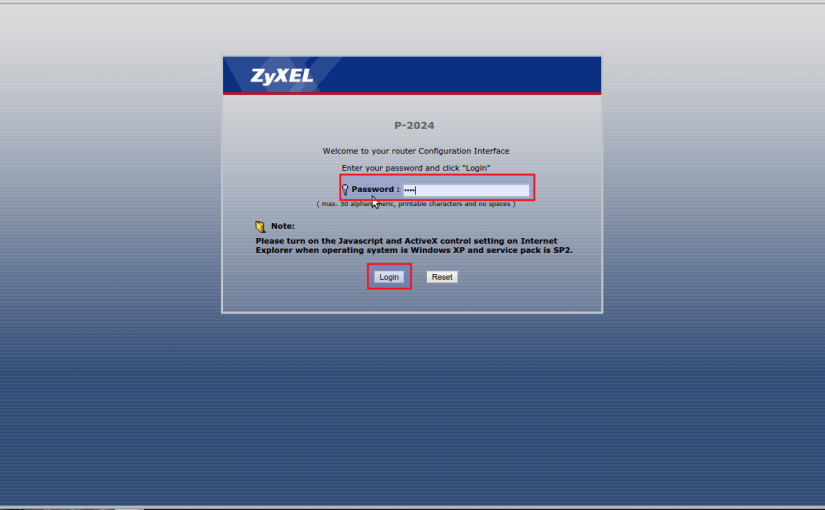 ZyXEL
P-2024
Welcome to your router Configuration Interface
Enter your password and click "Login"
Password : ••••
( max. 30 alphanumeric, printable characters and no spaces )
Note:
Please turn on the Javascript and ActiveX control setting on Internet
Explorer when operating system is Windows XP and service pack is SP2.
Login Reset